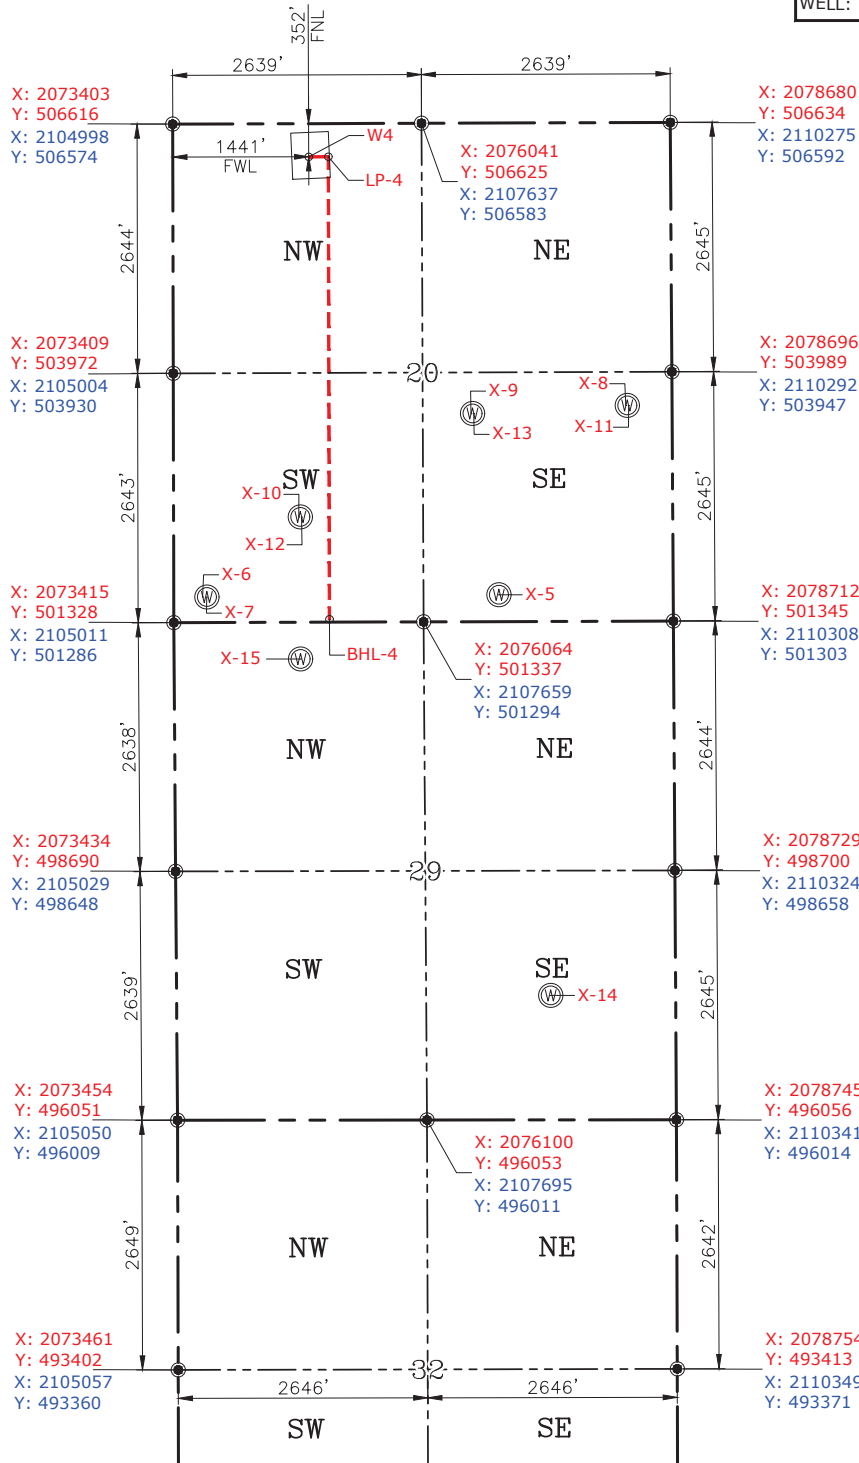 WELL:
352'
FNL
2639'
2639'
X: 2073403
Y: 506616
X: 2104998
Y: 506574
X: 2078680
Y: 506634
X: 2110275
Y: 506592
1441'
FWL
W4
LP-4
X: 2076041
Y: 506625
X: 2107637
Y: 506583
2644'
NW
NE
2645'
X: 2073409
Y: 503972
X: 2105004
Y: 503930
20
X: 2078696
Y: 503989
X: 2110292
Y: 503947
X-9
X-8
W
W
X-13
X-11
2643'
SW
SE
2645'
X-10
W
X-12
X-6
W
X-7
W
X-5
X: 2073415
Y: 501328
X: 2105011
Y: 501286
X: 2078712
Y: 501345
X: 2110308
Y: 501303
X-15
W
BHL-4
X: 2076064
Y: 501337
X: 2107659
Y: 501294
2638'
NW
NE
2644'
X: 2073434
Y: 498690
X: 2105029
Y: 498648
29
X: 2078729
Y: 498700
X: 2110324
Y: 498658
2639'
SW
SE
2645'
W
X-14
X: 2073454
Y: 496051
X: 2105050
Y: 496009
X: 2078745
Y: 496056
X: 2110341
Y: 496014
X: 2076100
Y: 496053
X: 2107695
Y: 496011
2649'
NW
NE
2642'
X: 2073461
Y: 493402
X: 2105057
Y: 493360
32
X: 2078754
Y: 493413
X: 2110349
Y: 493371
2646'
2646'
SW
SE